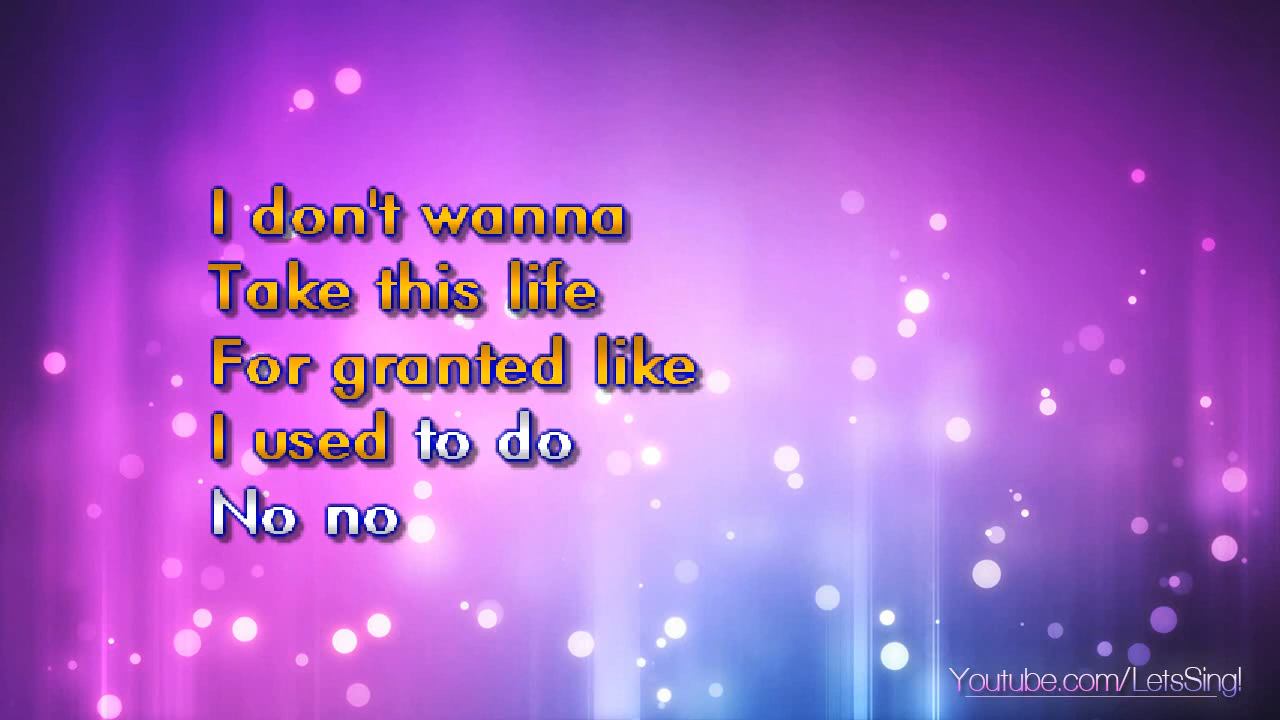 I don't wanna
Take this life
For granted like
I used to do
No no
Youtube.com/LetsSing!